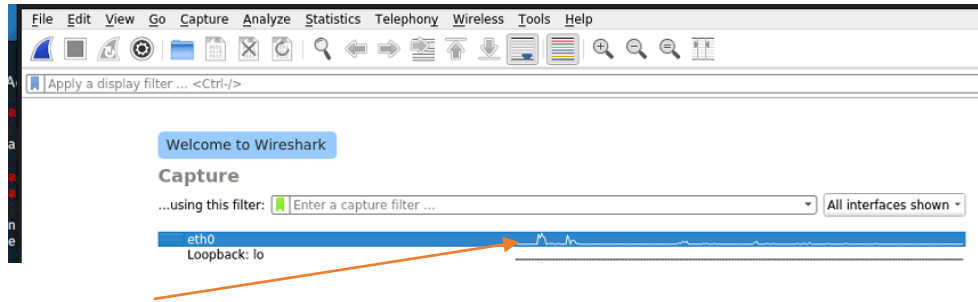 File Edit View Go Capture Analyze Statistics Telephony Wireless Tools Help
Apply a display filter ... <Ctrl-/>
Welcome to Wireshark
Capture
...using this filter: Enter a capture filter ... All interfaces shown
eth0
Loopback: lo